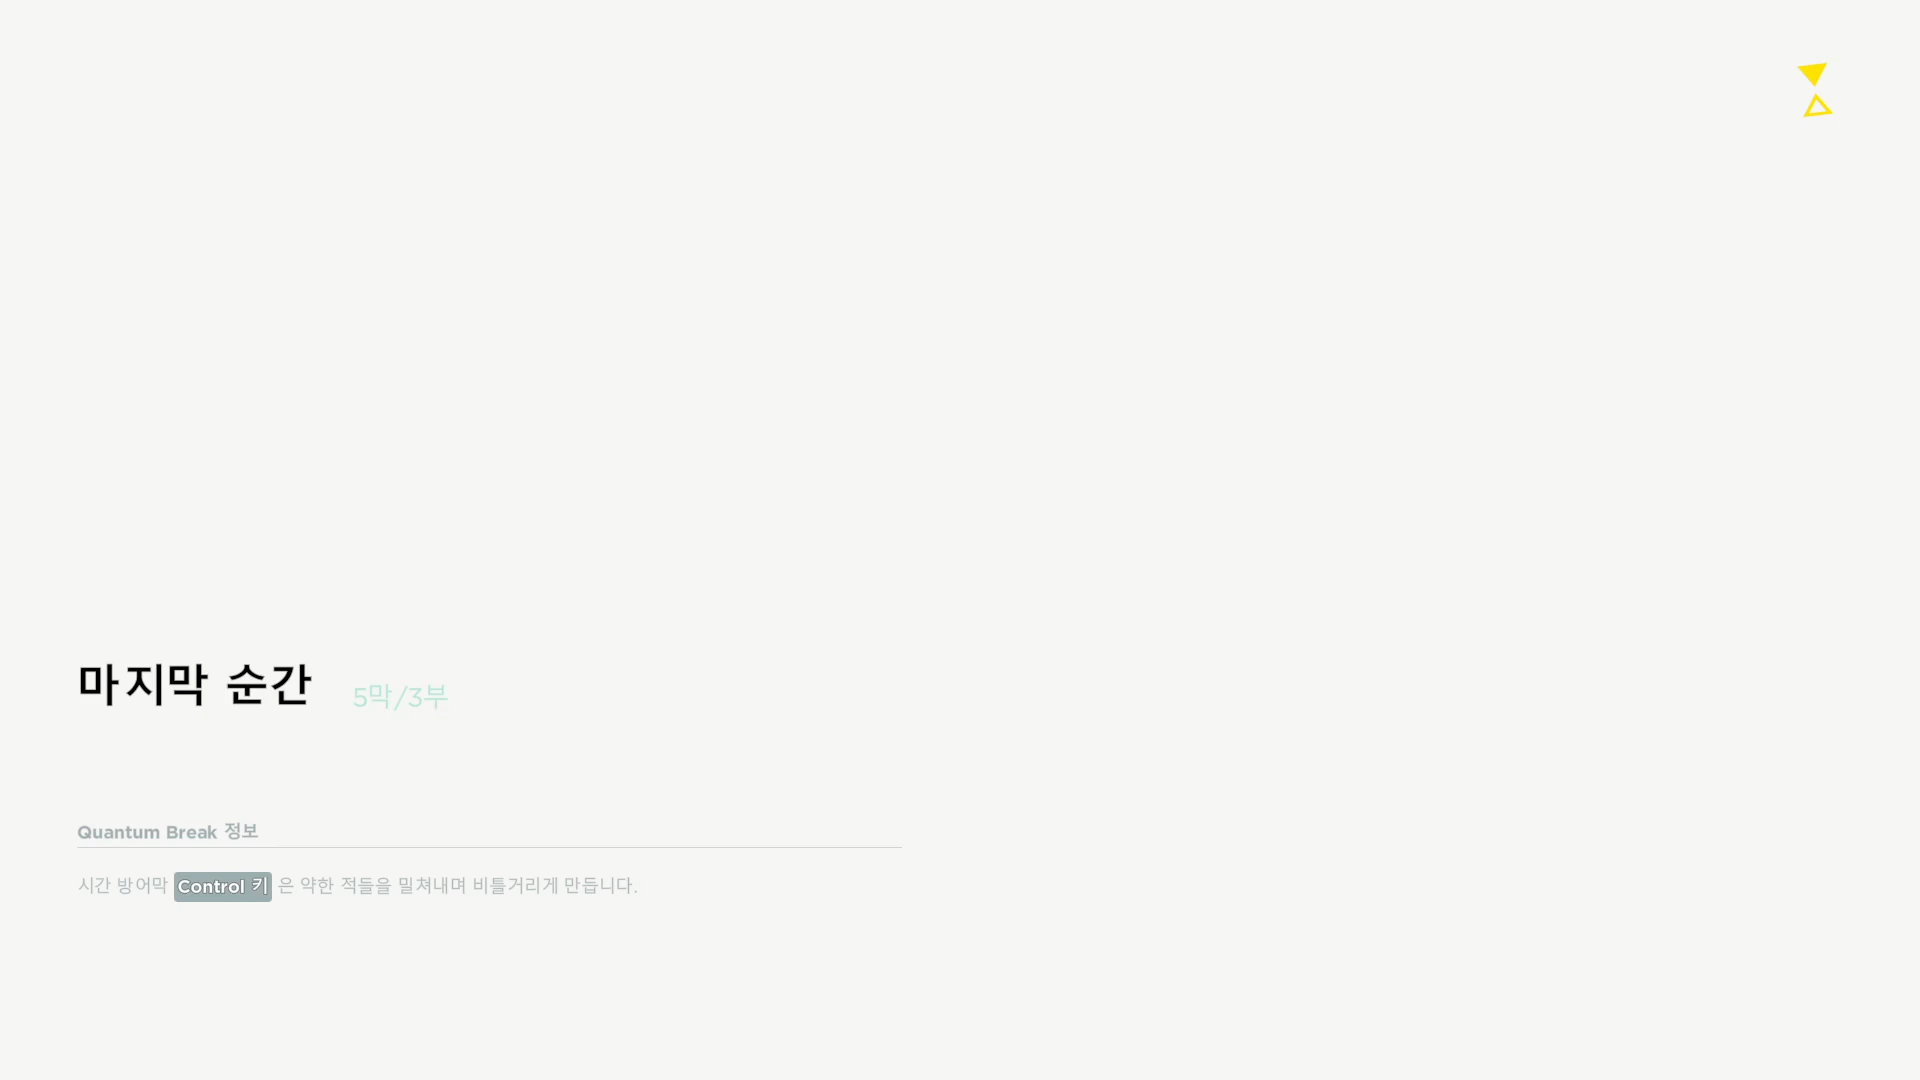 마지막 순간 5막/3부
Quantum Break 정보
시간 방어막 Control 키 은 약한 적들을 밀쳐내며 비틀거리게 만듭니다.